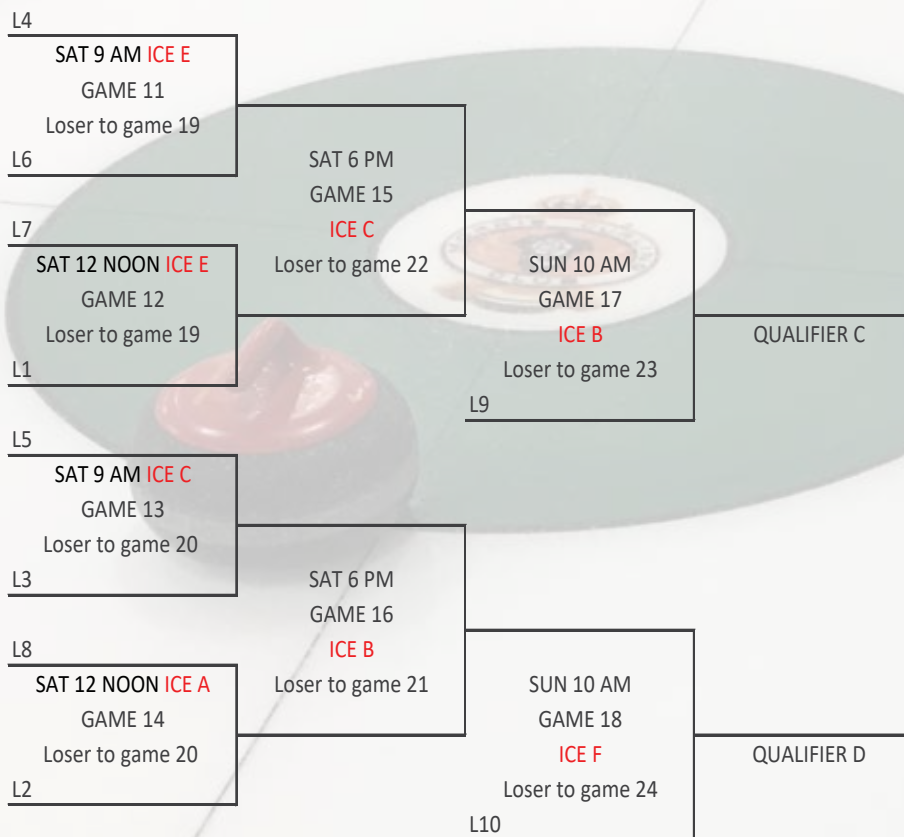 L4
SAT 9 AM ICE E
GAME 11
Loser to game 19
L6
L7
SAT 12 NOON ICE E
GAME 12
Loser to game 19
L1
SAT 6 PM
GAME 15
ICE C
Loser to game 22
SUN 10 AM
GAME 17
ICE B
Loser to game 23
L9
QUALIFIER C
L5
SAT 9 AM ICE C
GAME 13
Loser to game 20
L3
L8
SAT 12 NOON ICE A
GAME 14
Loser to game 20
L2
SAT 6 PM
GAME 16
ICE B
Loser to game 21
SUN 10 AM
GAME 18
ICE F
Loser to game 24
L10
QUALIFIER D